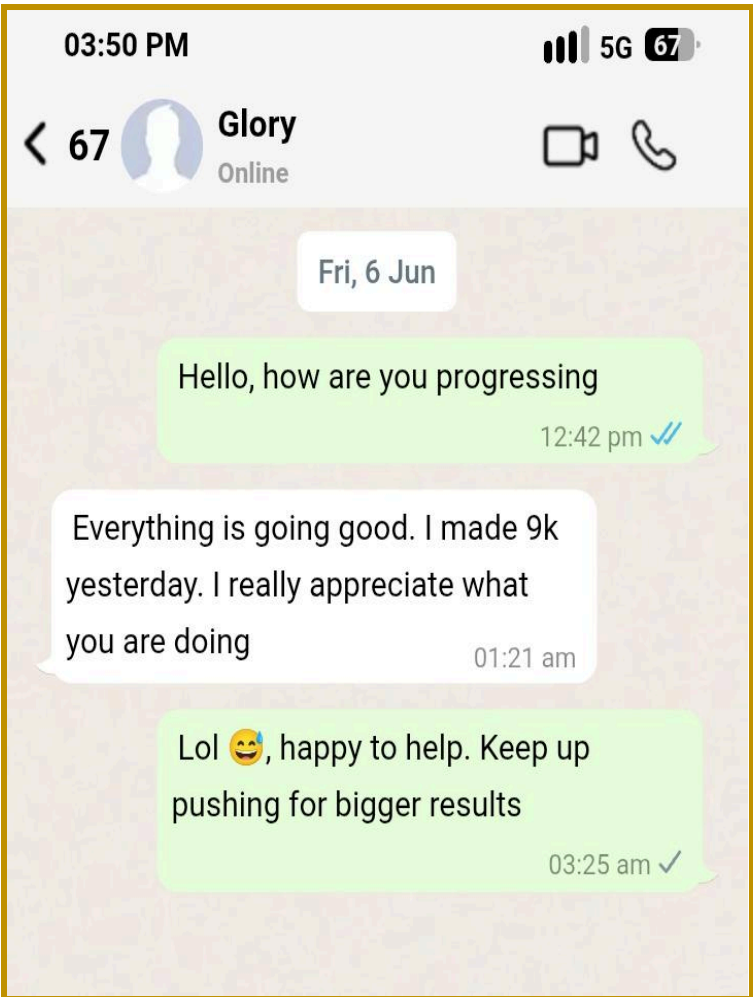 03:50 PM
5G 67
67
Glory
Online
Fri, 6 Jun
Hello, how are you progressing
12:42 pm
Everything is going good. I made 9k
yesterday. I really appreciate what
you are doing
01:21 am
Lol 😅, happy to help. Keep up
pushing for bigger results
03:25 am